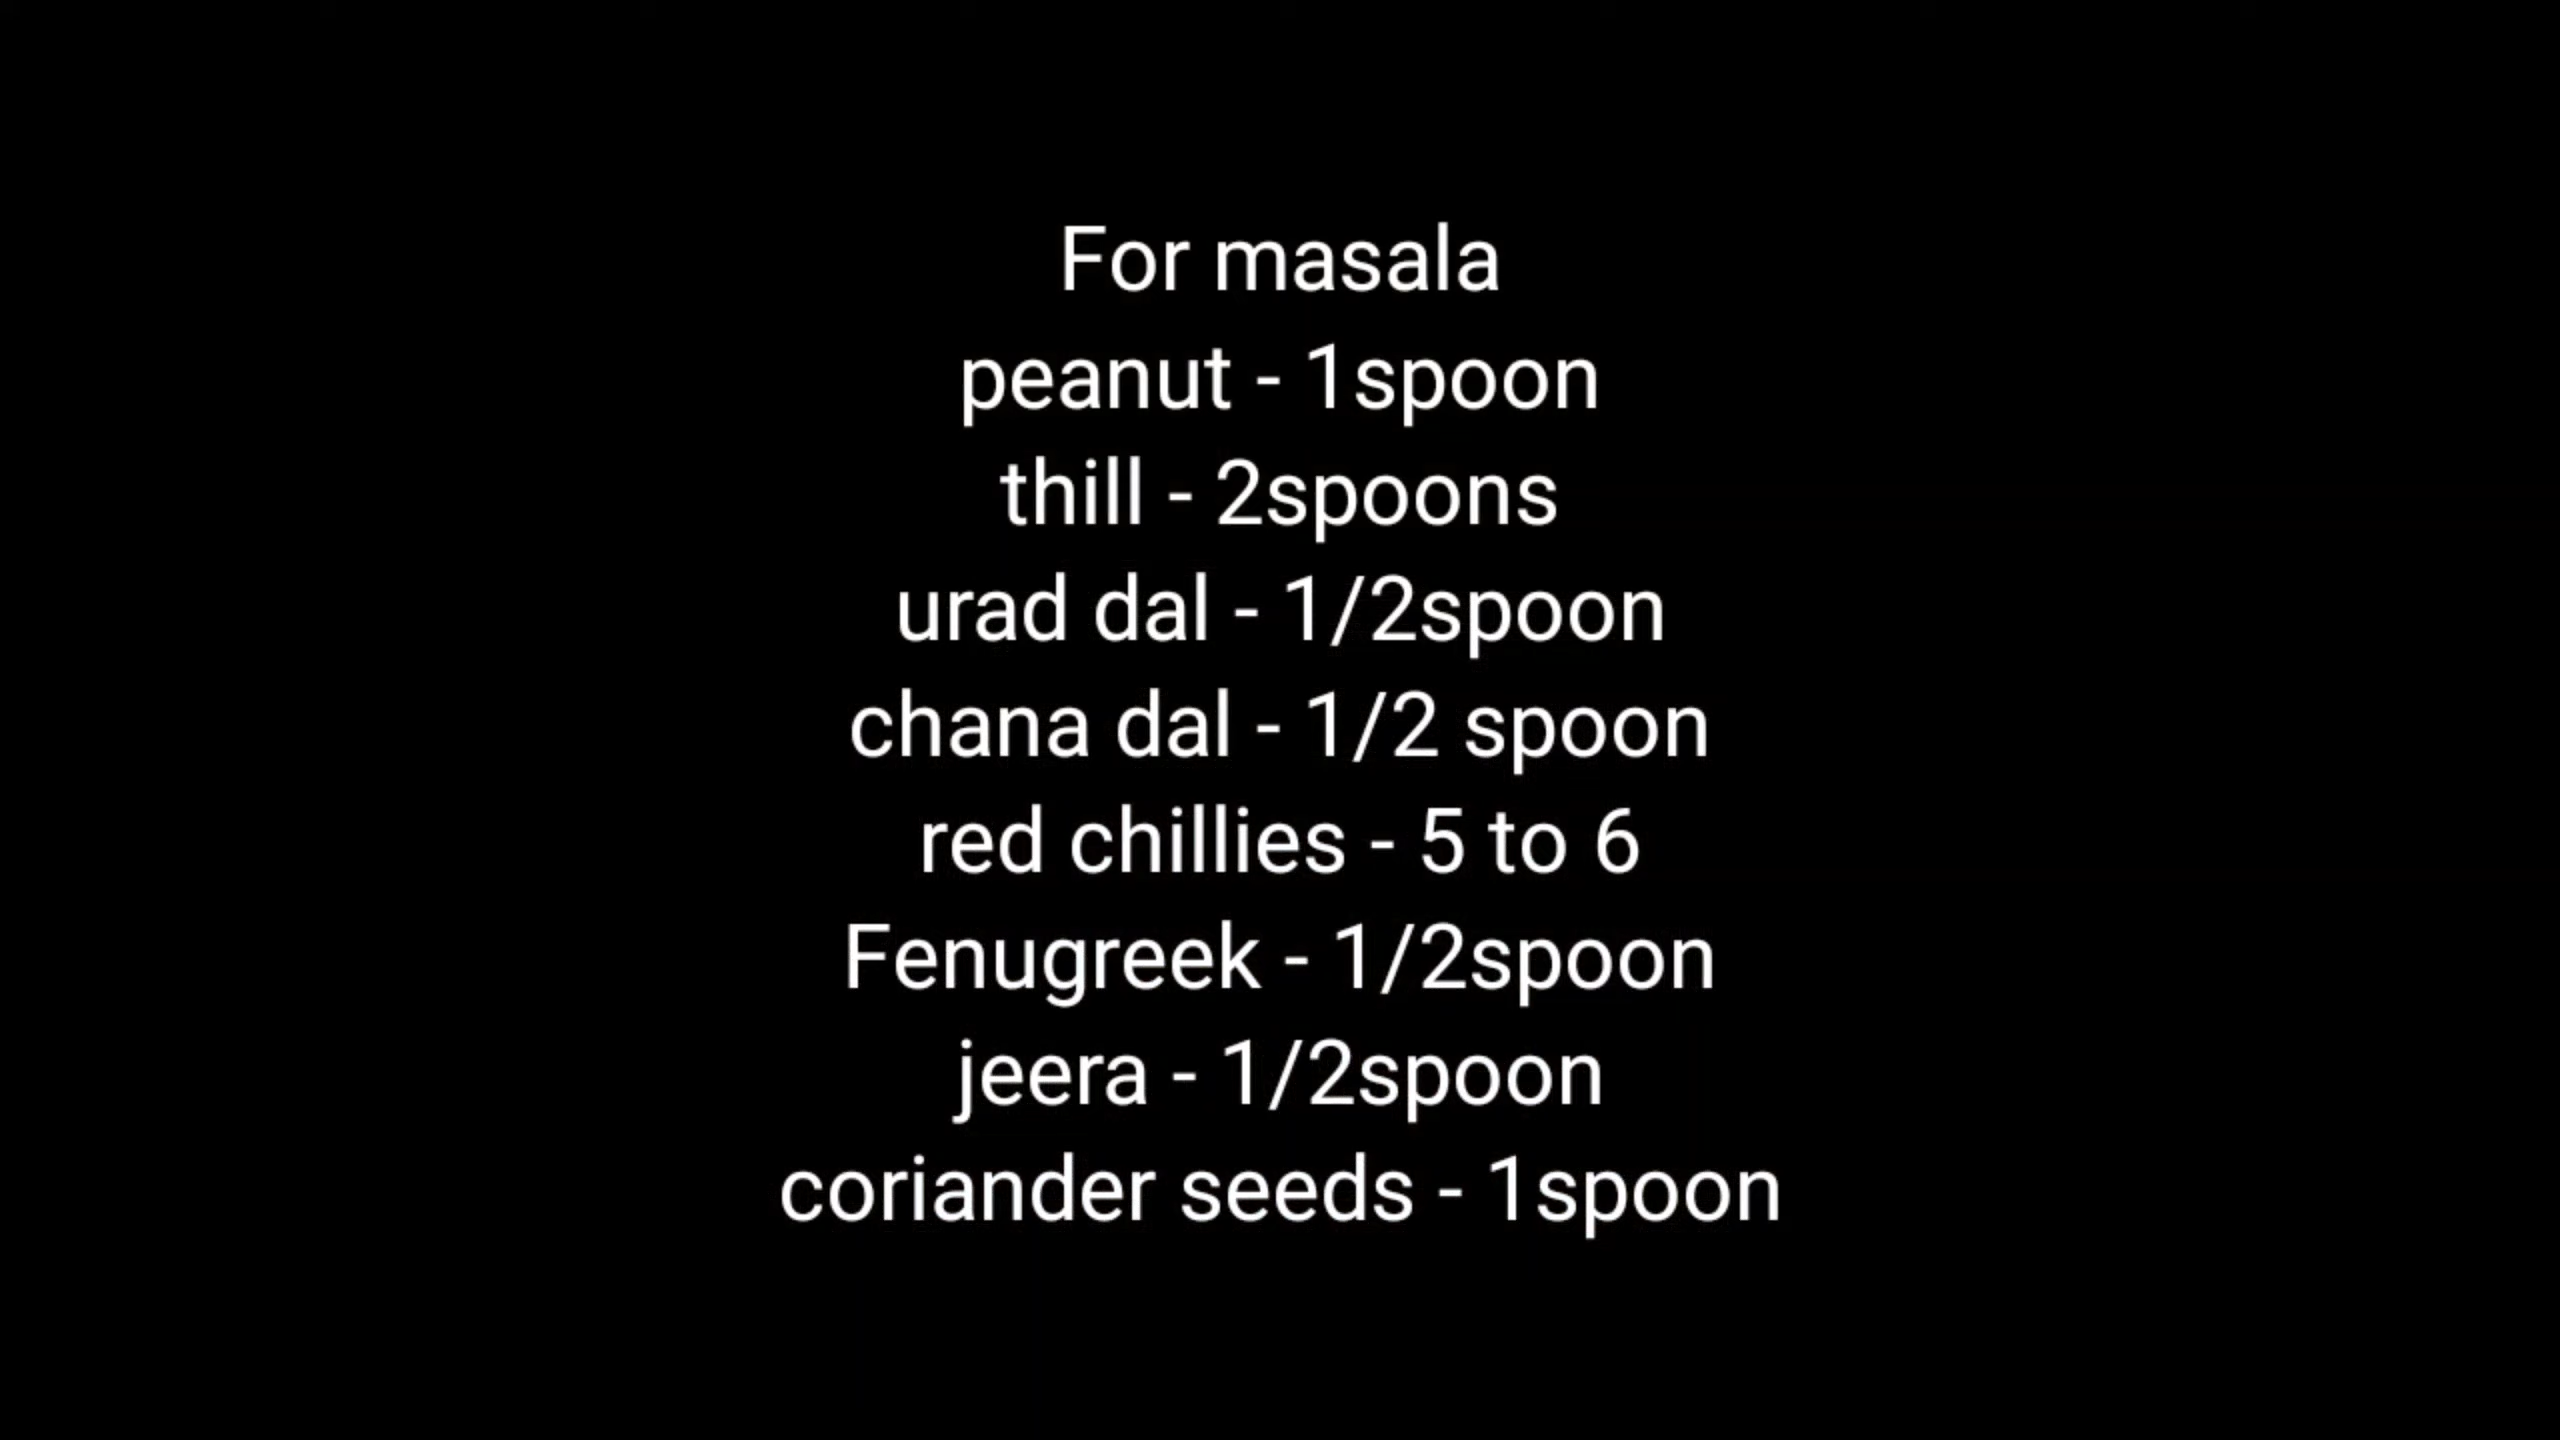 For masala
peanut - 1spoon
thill - 2spoons
urad dal - 1/2spoon
chana dal - 1/2 spoon
red chillies - 5 to 6
Fenugreek - 1/2spoon
jeera - 1/2spoon
coriander seeds - 1spoon